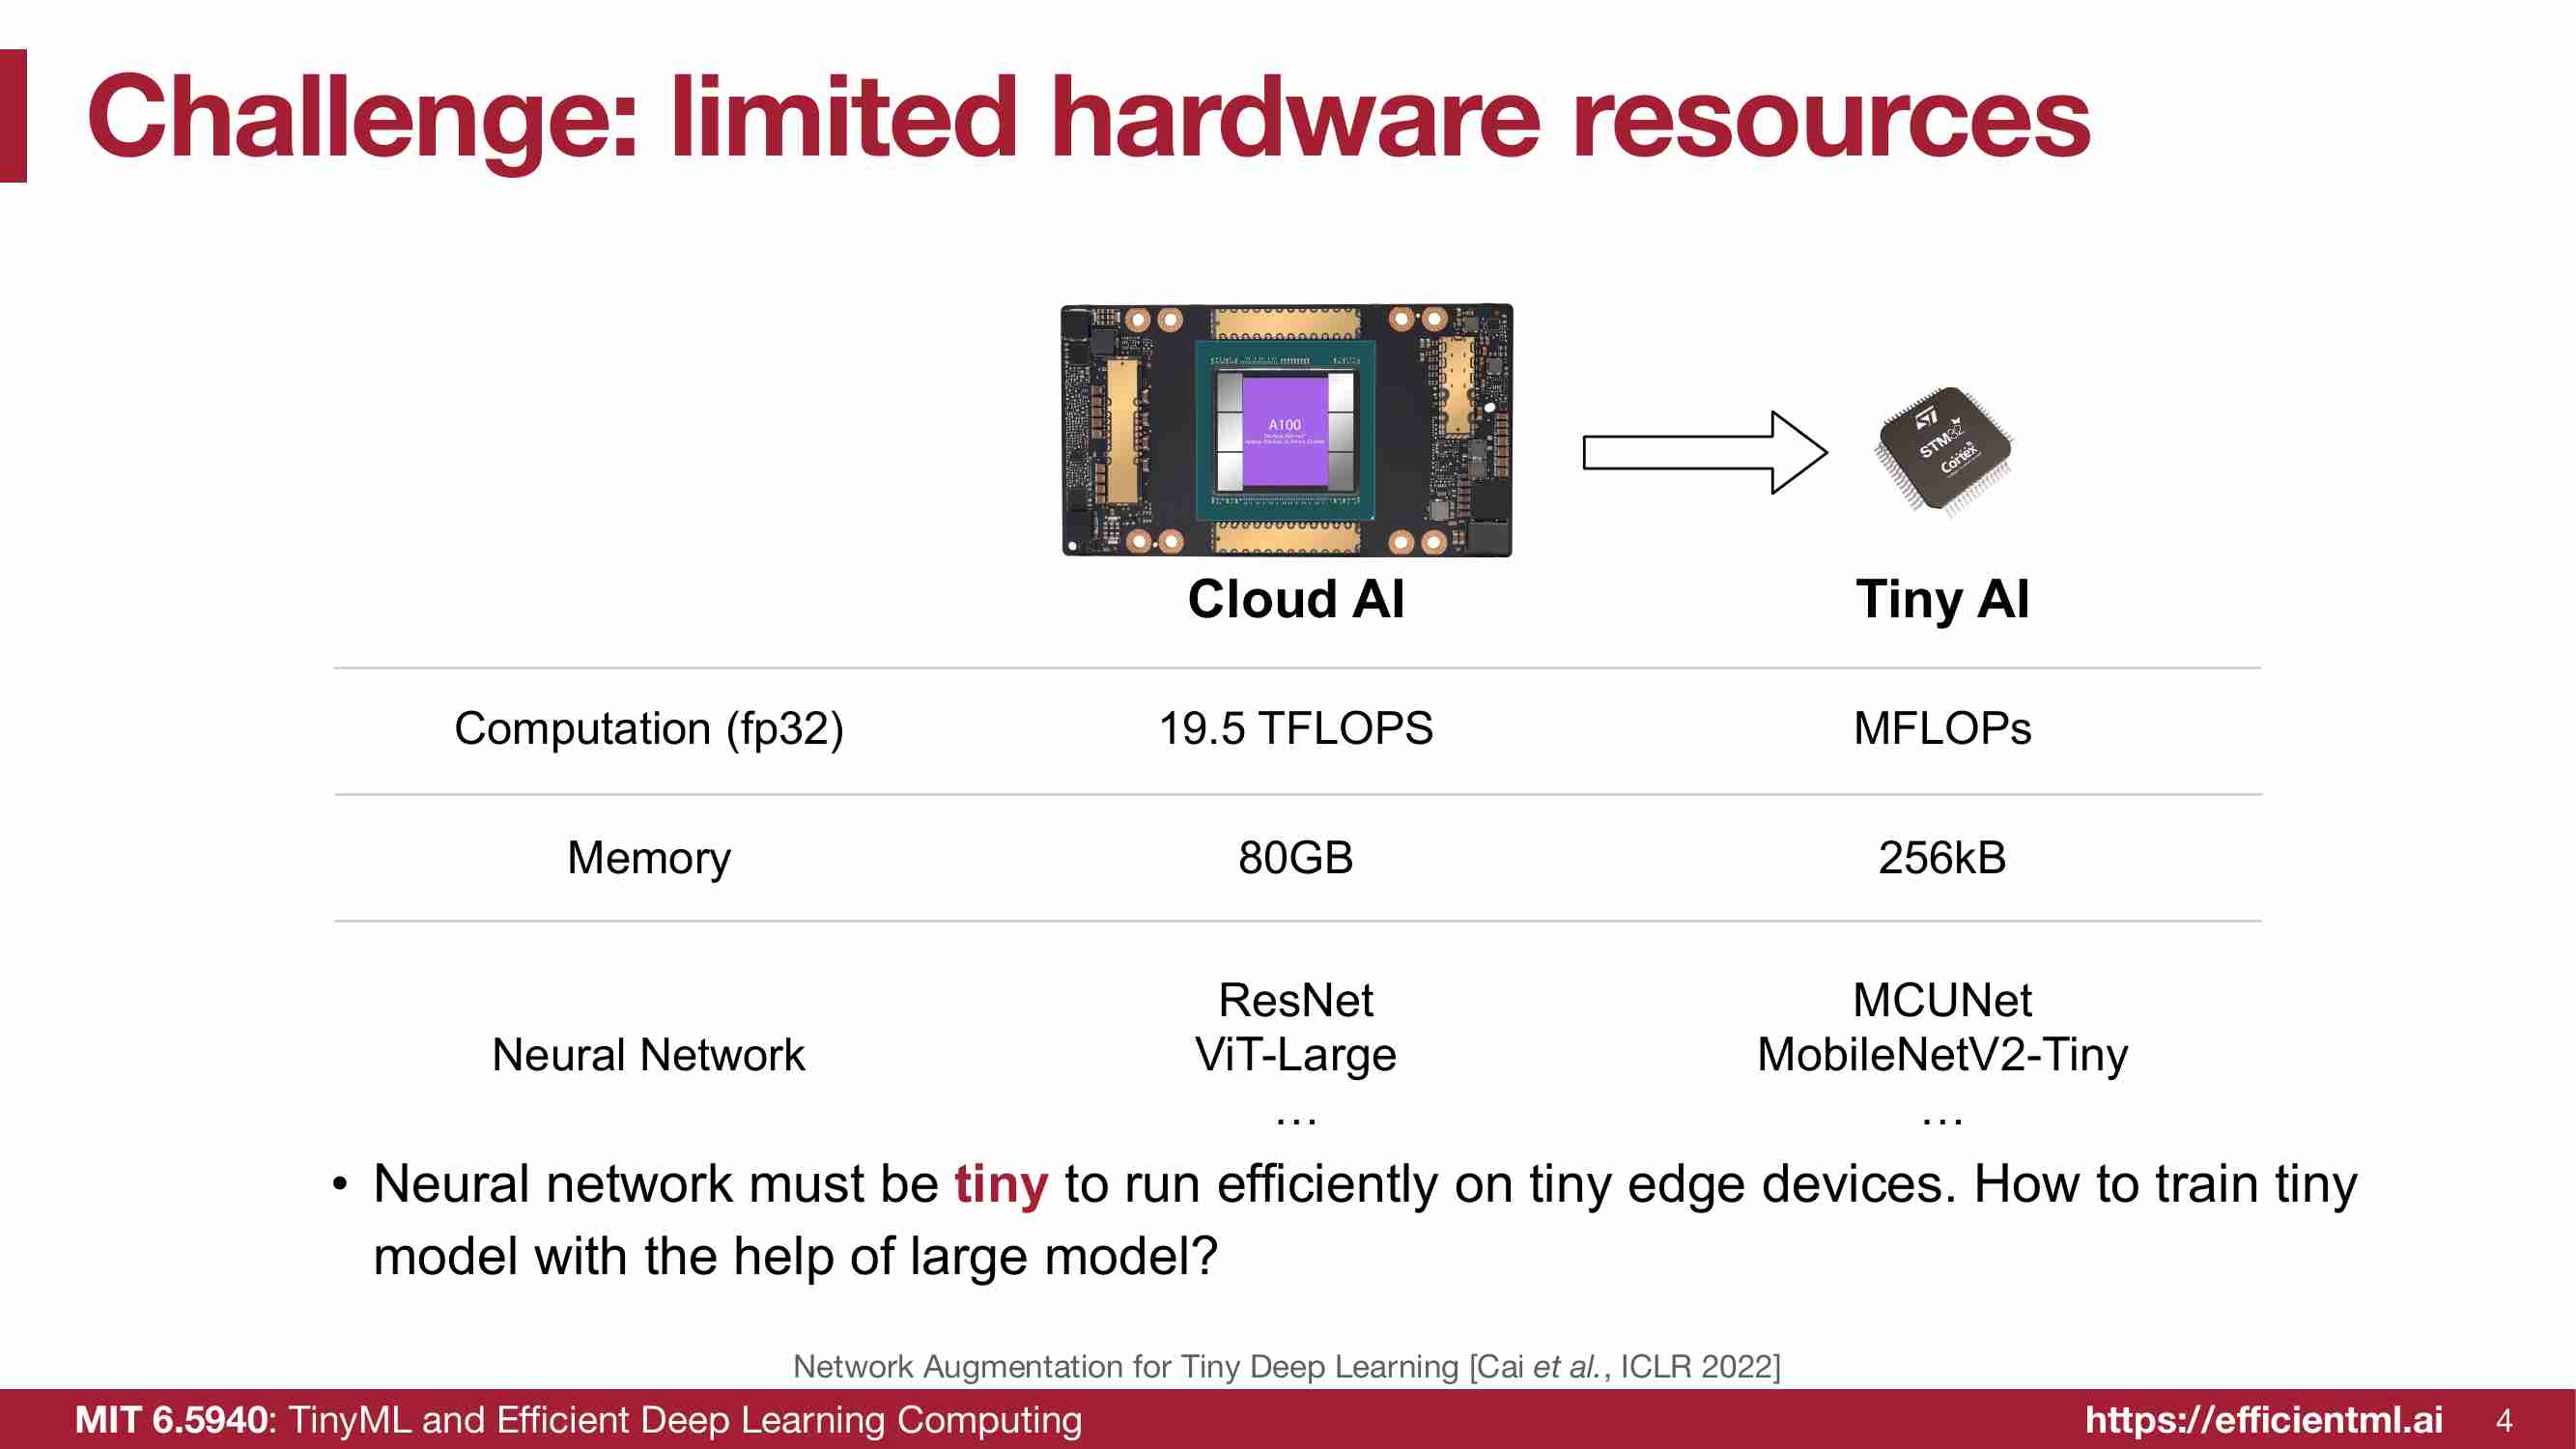 Challenge: limited hardware resources
A100
STM32
Cortex
Cloud AI
Tiny AI
Computation (fp32)
19.5 TFLOPS
MFLOPs
Memory
80GB
256kB
Neural Network
ResNet
ViT-Large
…
MCUNet
MobileNetV2-Tiny
…
• Neural network must be tiny to run efficiently on tiny edge devices. How to train tiny
model with the help of large model?
Network Augmentation for Tiny Deep Learning [Cai et al., ICLR 2022]
MIT 6.5940: TinyML and Efficient Deep Learning Computing
https://efficientml.ai
4